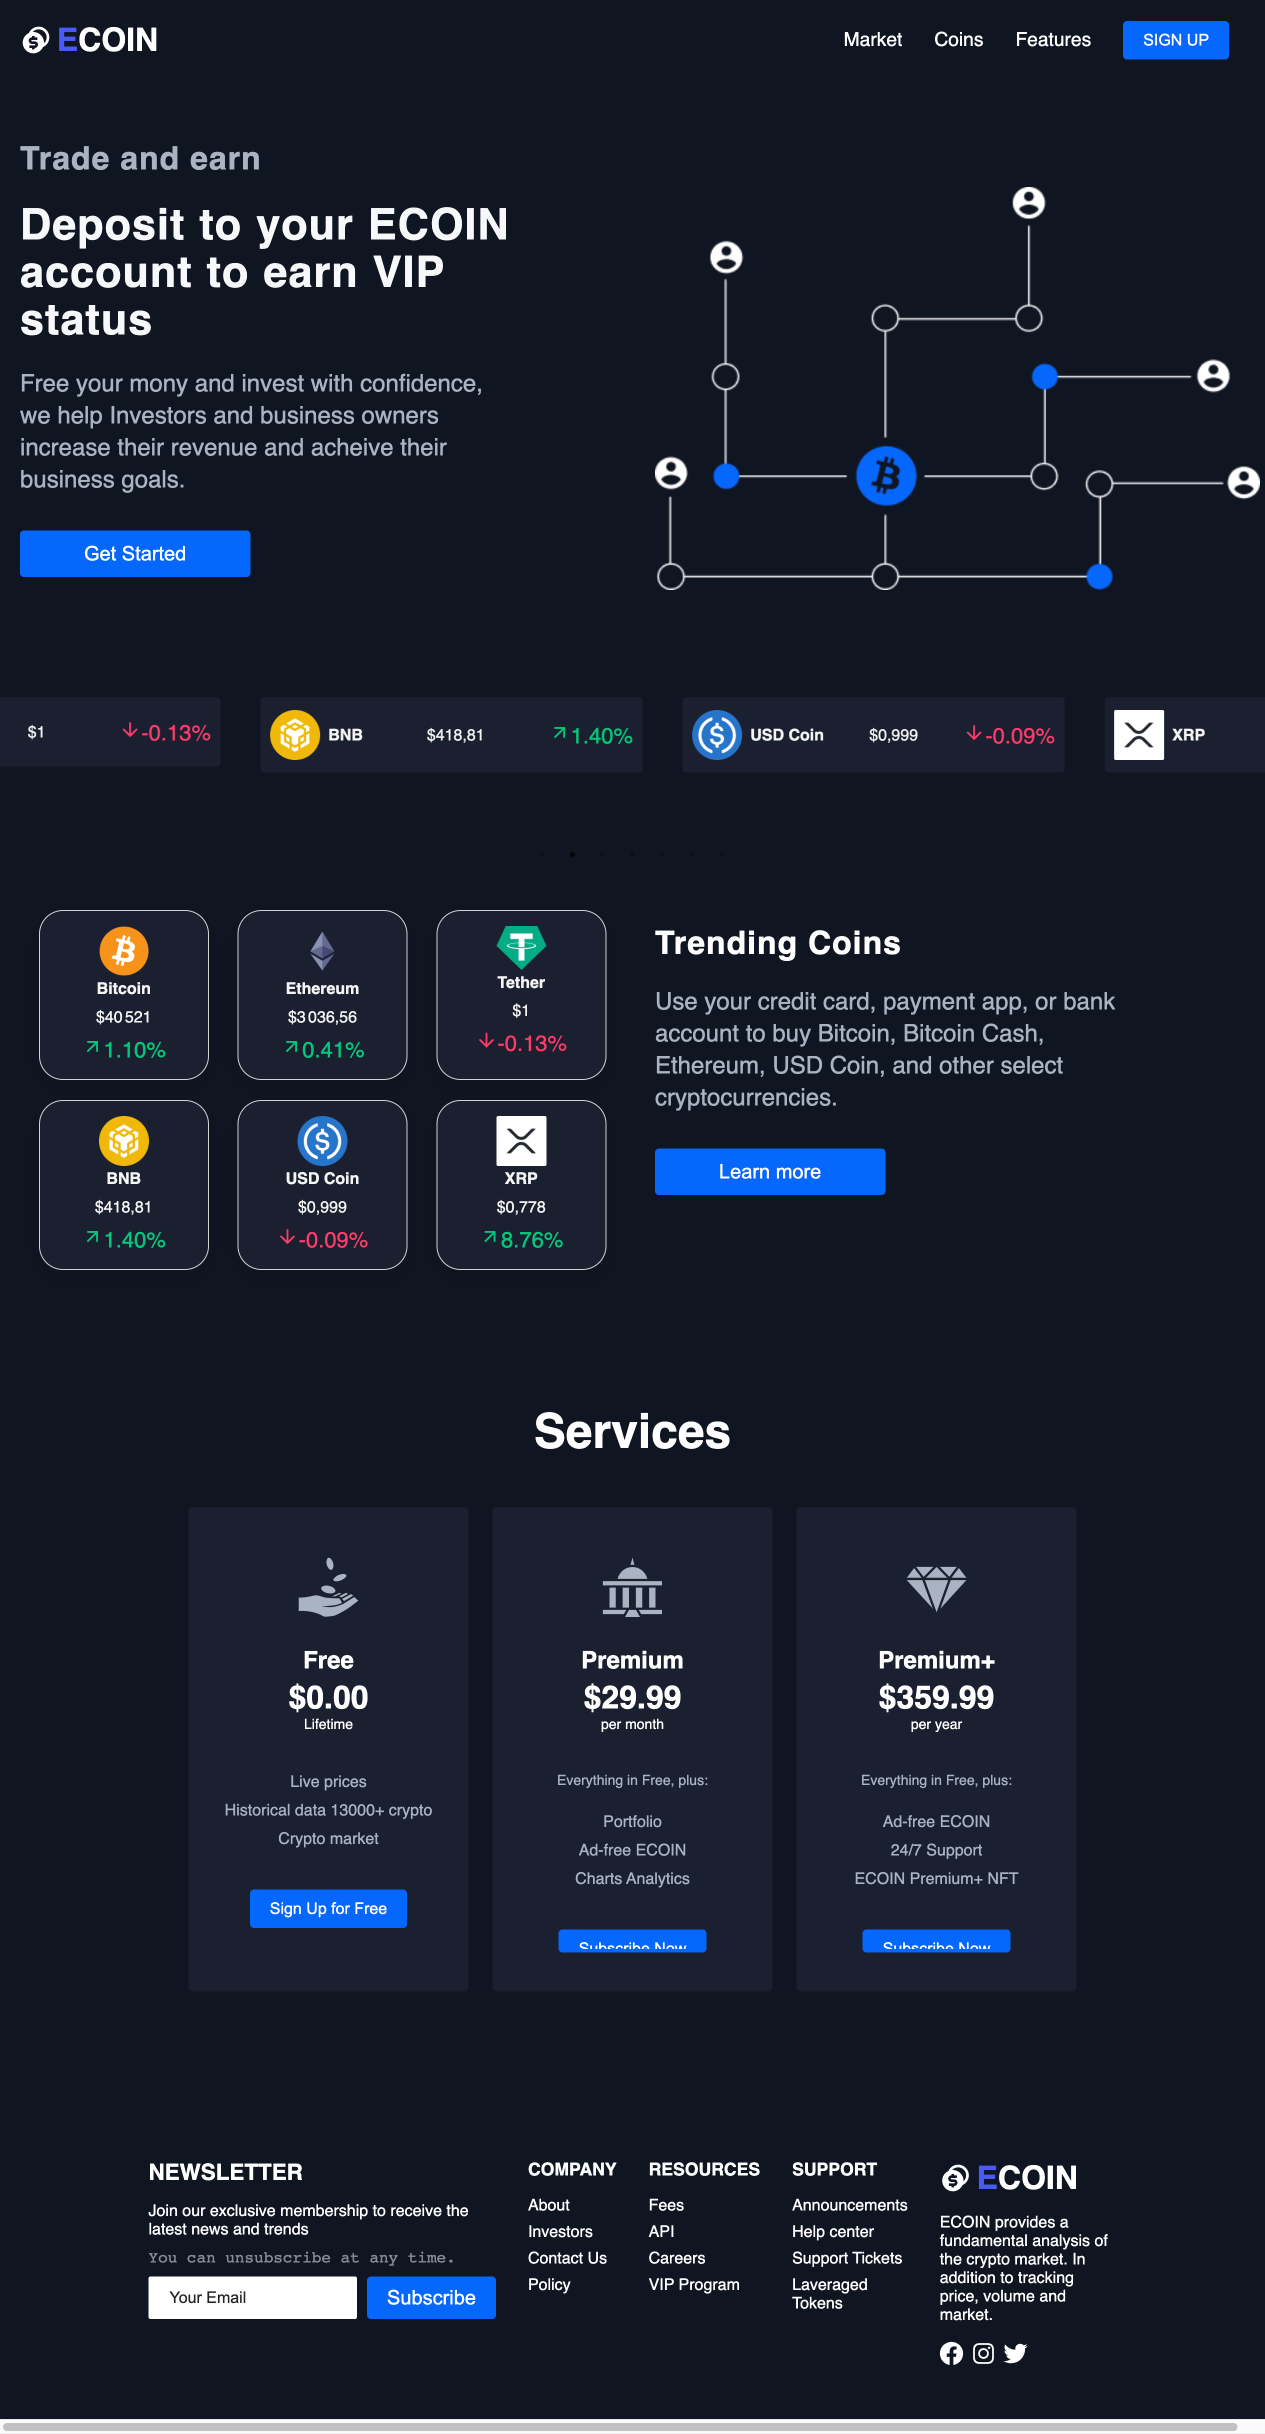 ECOIN
Market
Coins
Features
SIGN UP
Trade and earn
Deposit to your ECOIN
account to earn VIP
status
Free your mony and invest with confidence,
we help Investors and business owners
increase their revenue and acheive their
business goals.
Get Started
$1
-0.13%
BNB
$418,81
1.40%
USD Coin
$0,999
-0.09%
XRP
Bitcoin
$40 521
1.10%
Ethereum
$3 036,56
0.41%
Tether
$1
-0.13%
BNB
$418,81
1.40%
USD Coin
$0,999
-0.09%
XRP
$0,778
8.76%
Trending Coins
Use your credit card, payment app, or bank
account to buy Bitcoin, Bitcoin Cash,
Ethereum, USD Coin, and other select
cryptocurrencies.
Learn more
Services
Free
$0.00
Lifetime
Live prices
Historical data 13000+ crypto
Crypto market
Sign Up for Free
Premium
$29.99
per month
Everything in Free, plus:
Portfolio
Ad-free ECOIN
Charts Analytics
Subscribe Now
Premium+
$359.99
per year
Everything in Free, plus:
Ad-free ECOIN
24/7 Support
ECOIN Premium+ NFT
Subscribe Now
NEWSLETTER
Join our exclusive membership to receive the
latest news and trends
You can unsubscribe at any time.
Your Email
Subscribe
COMPANY
About
Investors
Contact Us
Policy
RESOURCES
Fees
API
Careers
VIP Program
SUPPORT
Announcements
Help center
Support Tickets
Laveraged
Tokens
ECOIN
ECOIN provides a
fundamental analysis of
the crypto market. In
addition to tracking
price, volume and
market.